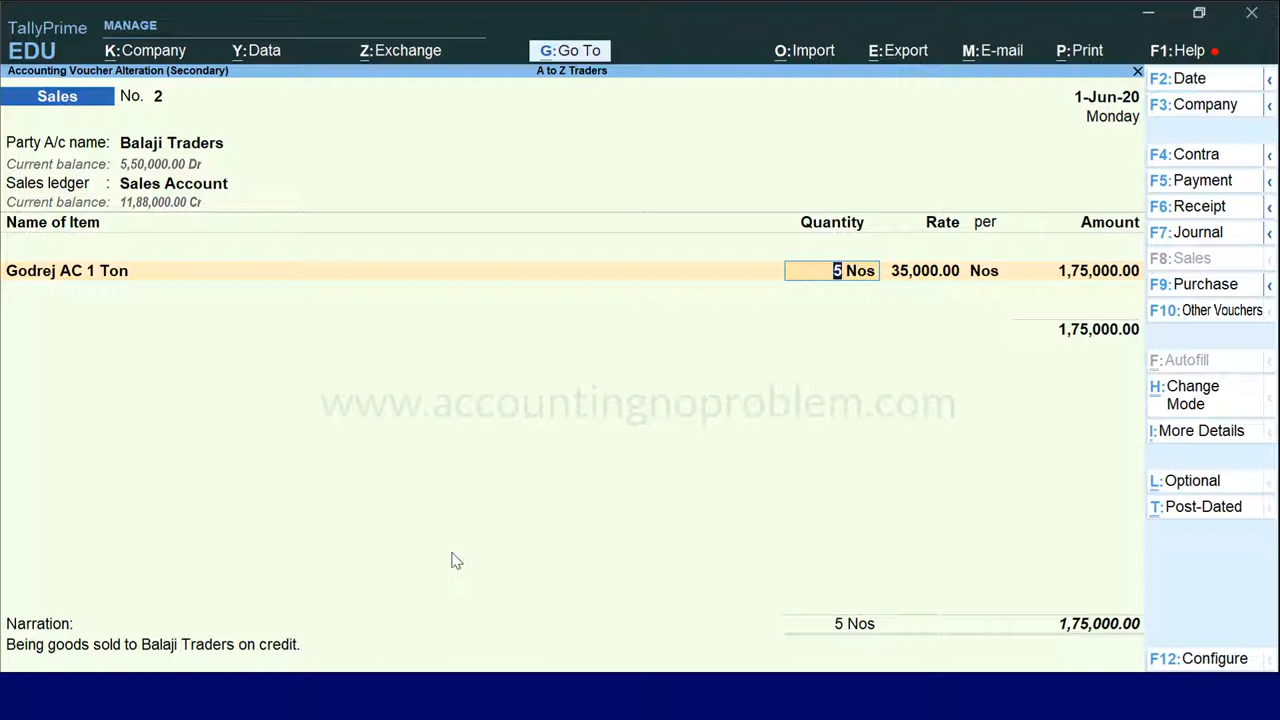 TallyPrime
EDU
MANAGE
K:Company Y:Data Z:Exchange G:Go To O:Import E:Export M:E-mail P:Print F1:Help
Accounting Voucher Alteration (Secondary) A to Z Traders
Sales No. 2 1-Jun-20
Monday
Party A/c name: Balaji Traders
Current balance: 5,50,000.00 Dr
Sales ledger : Sales Account
Current balance: 11,88,000.00 Cr
Name of Item Quantity Rate per Amount
Godrej AC 1 Ton 5 Nos 35,000.00 Nos 1,75,000.00
1,75,000.00
www.accountingnoproblem.com
Narration: 5 Nos 1,75,000.00
Being goods sold to Balaji Traders on credit.
F2:Date
F3:Company
F4:Contra
F5:Payment
F6:Receipt
F7:Journal
F8:Sales
F9:Purchase
F10:Other Vouchers
F:Autofill
H:Change
Mode
I:More Details
L:Optional
T:Post-Dated
F12:Configure